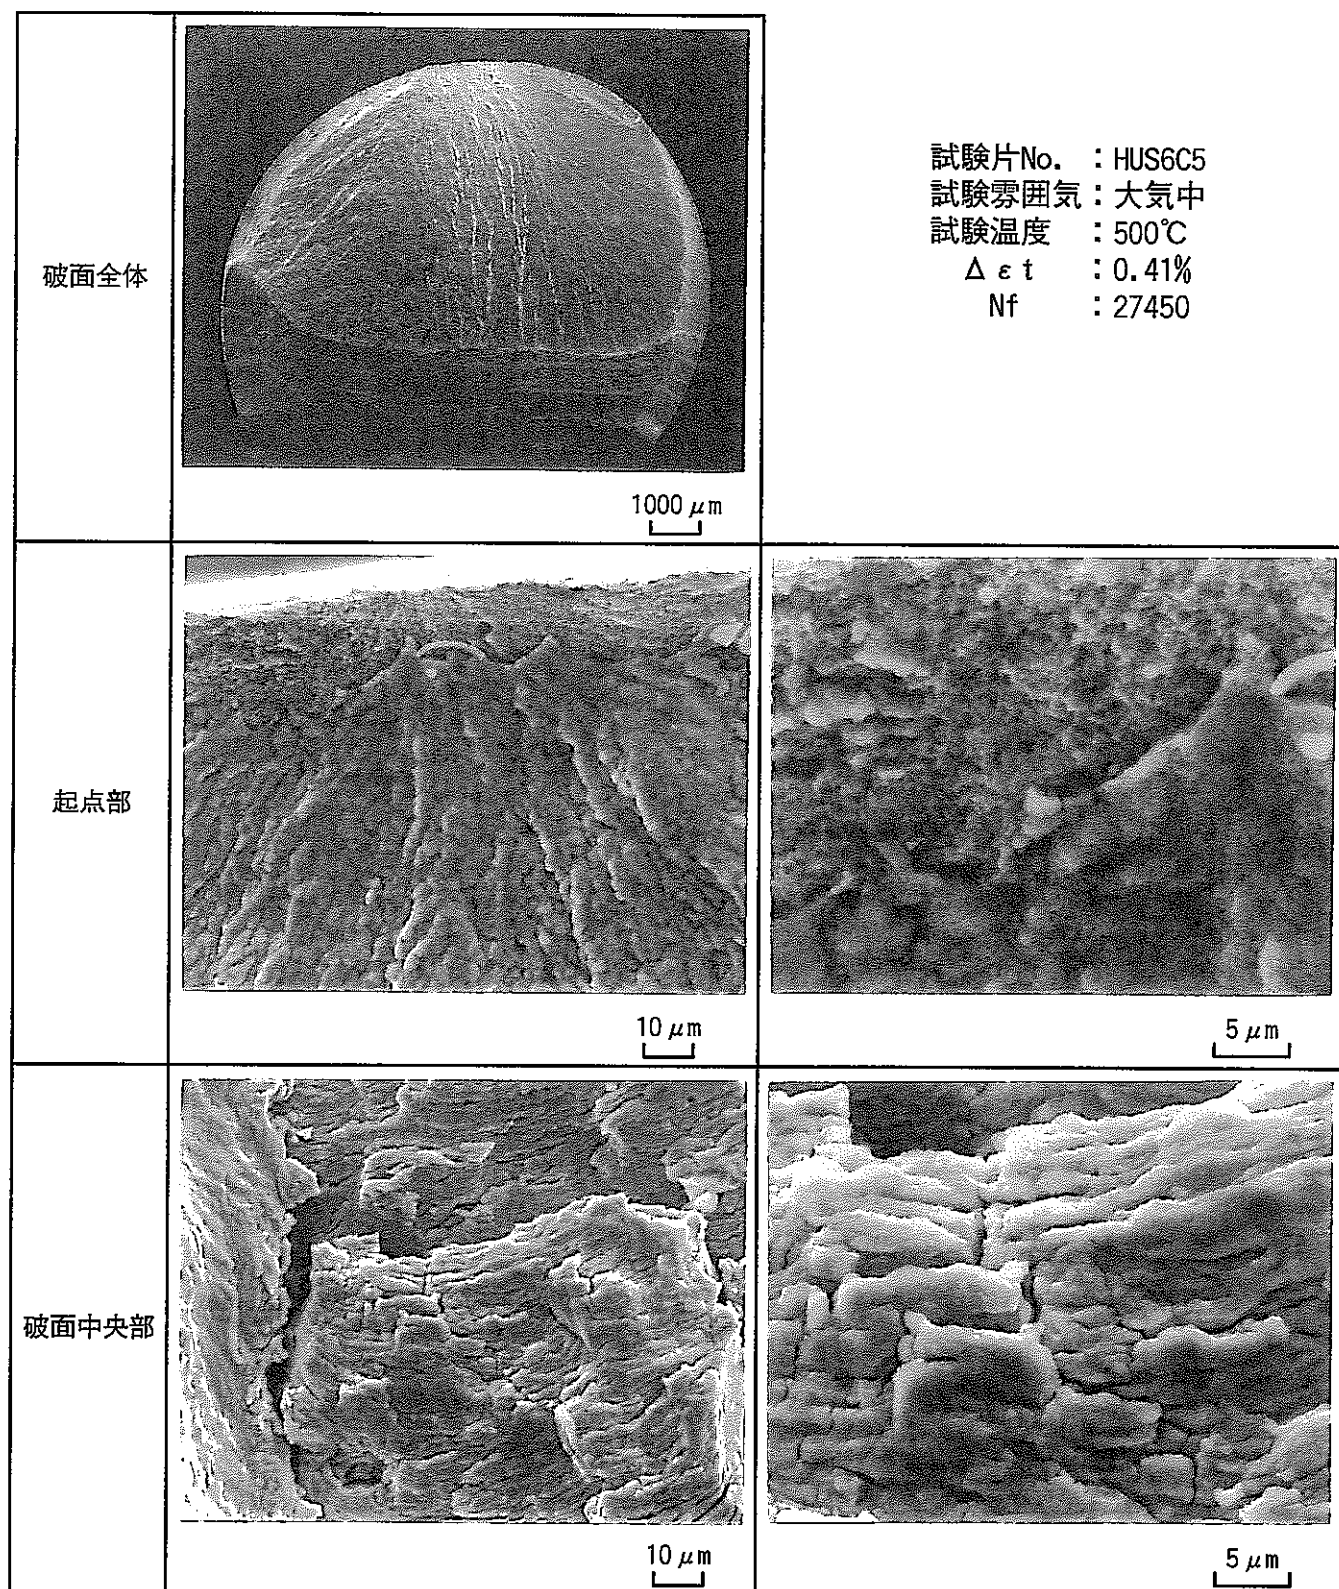 破面全体
試験片No. : HUS6C5
試験雰囲気 : 大気中
試験温度 : 500℃
Δεt : 0.41%
Nf : 27450
1000 μm
起点部
10 μm
5 μm
破面中央部
10 μm
5 μm